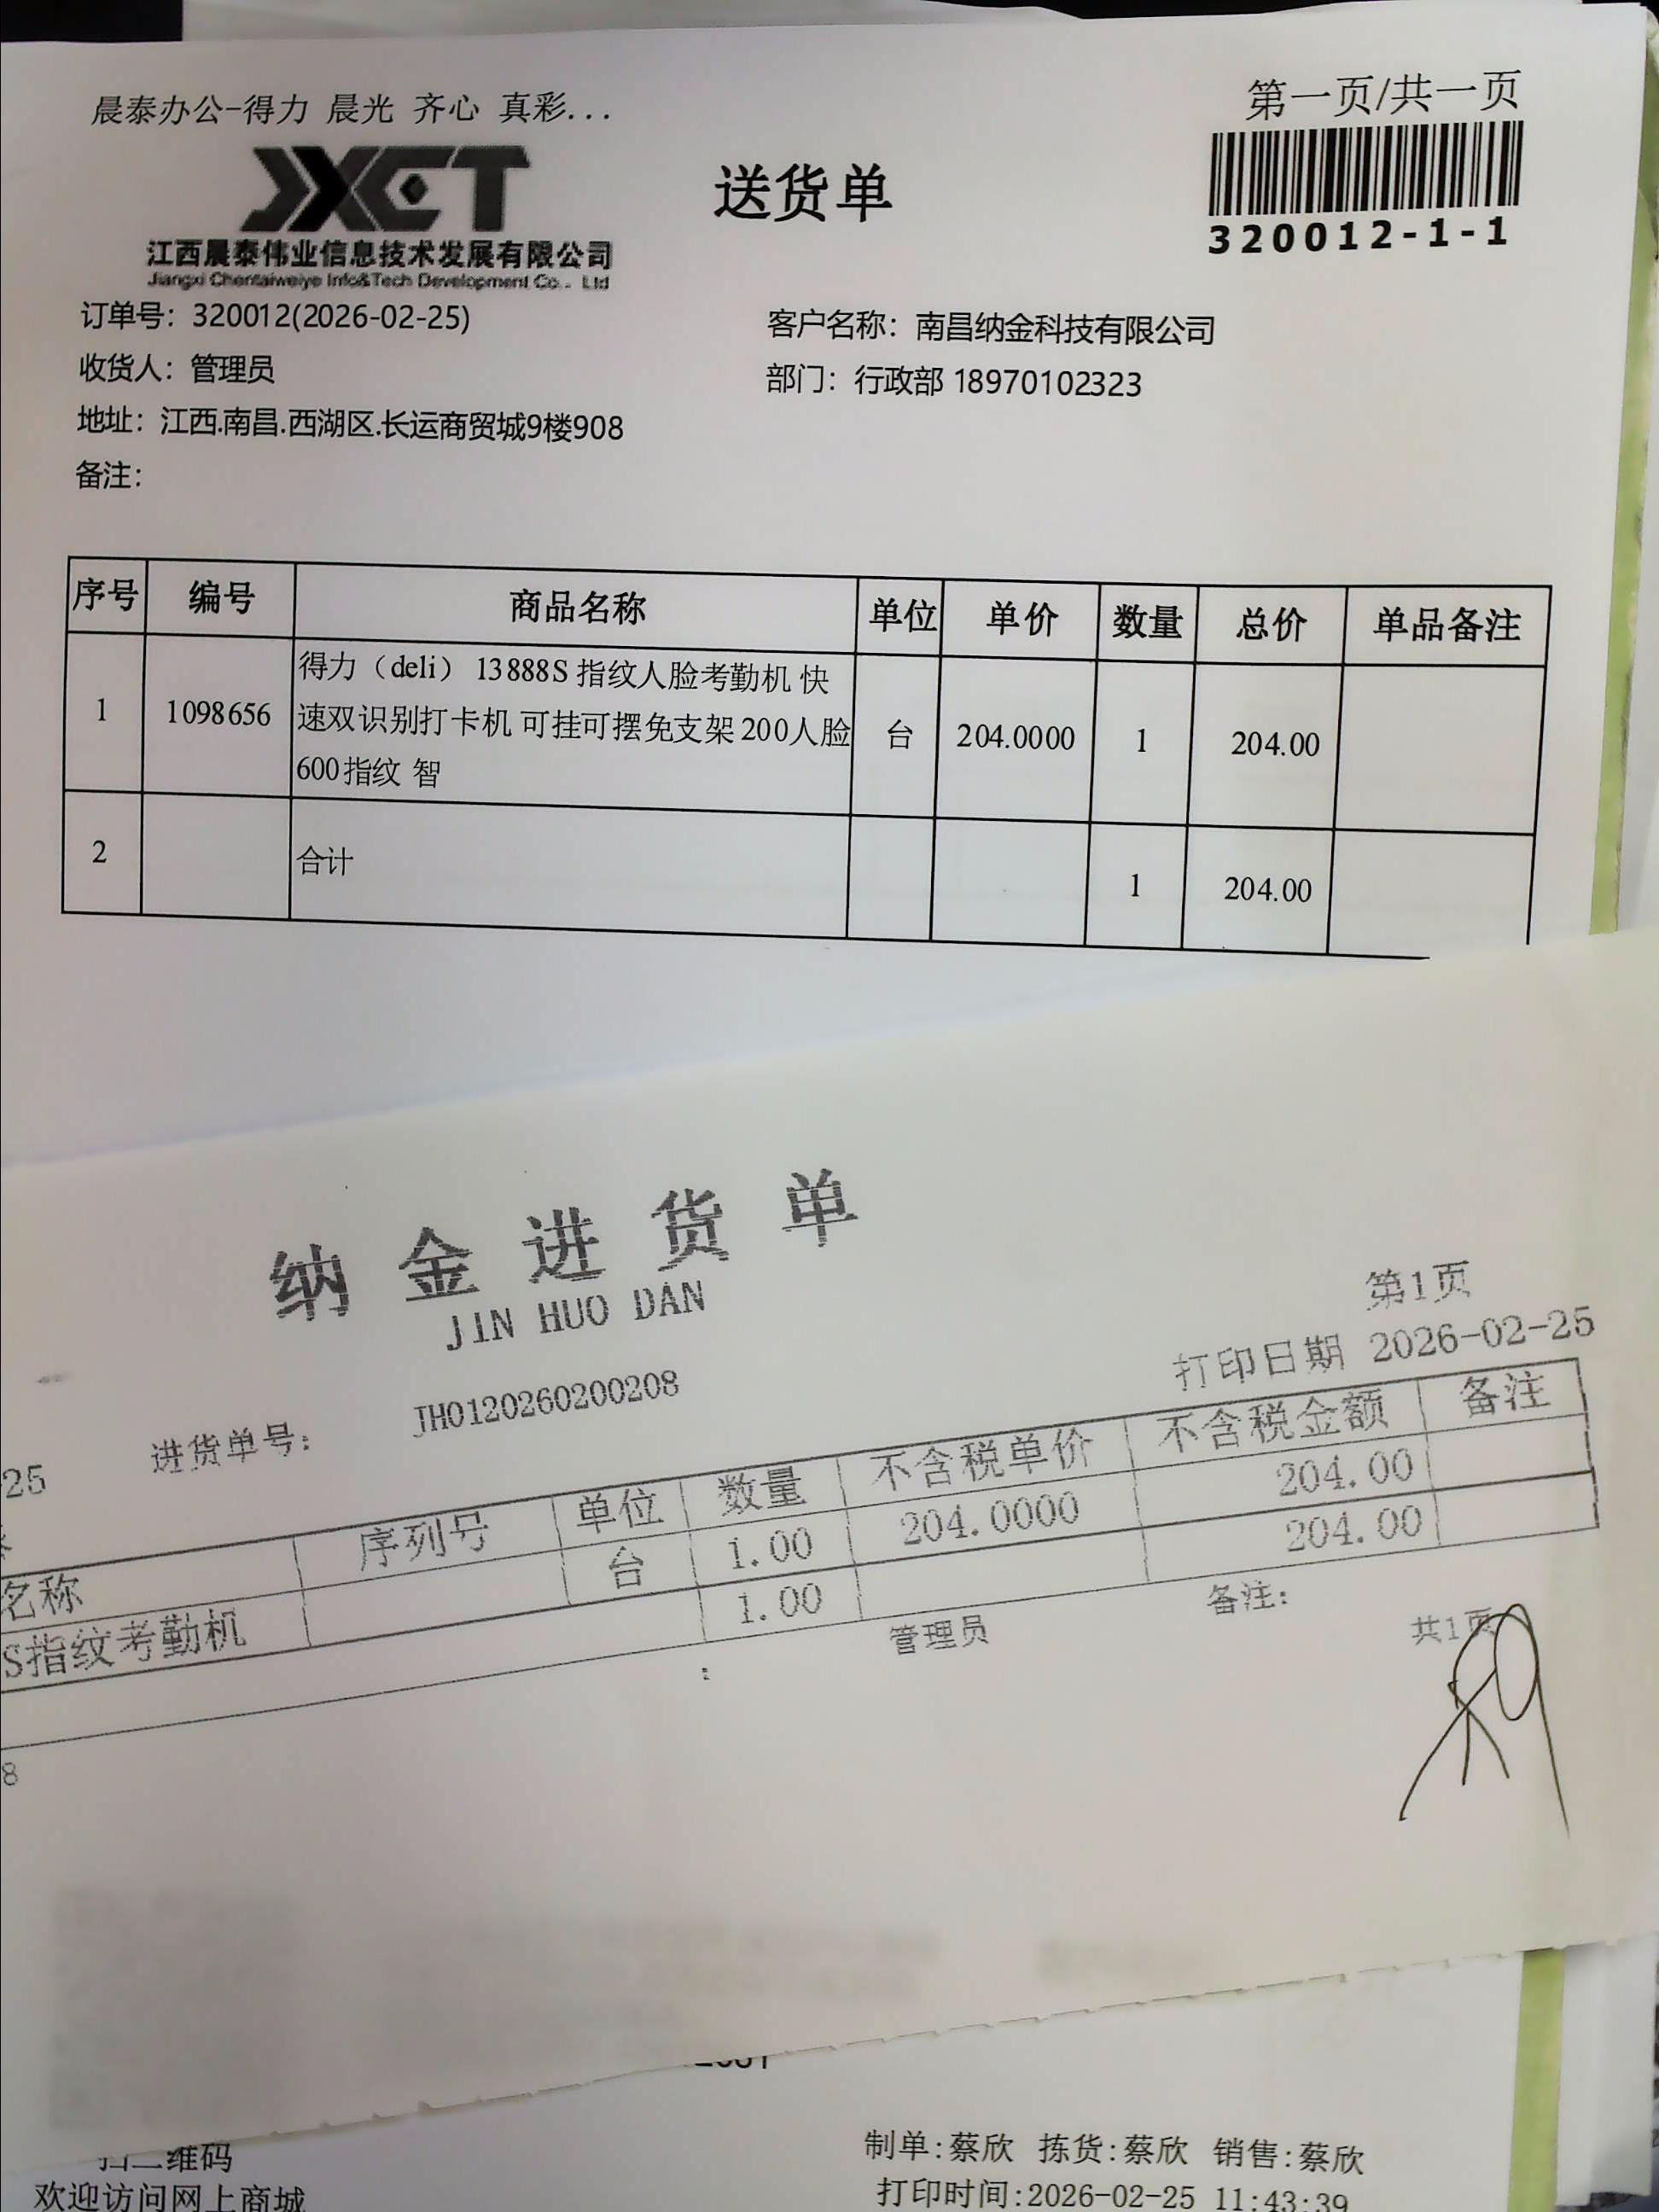 晨泰办公-得力 晨光 齐心 真彩...
第一页/共一页
JXCT
送货单
320012-1-1
江西晨泰伟业信息技术发展有限公司
Jiangxi Chentaiweiye Info&Tech Development Co., Ltd
订单号：320012(2026-02-25)
客户名称：南昌纳金科技有限公司
收货人：管理员
部门：行政部 18970102323
地址：江西.南昌.西湖区.长运商贸城9楼908
备注：
序号 编号 商品名称 单位 单价 数量 总价 单品备注
1 1098656 得力（deli） 13888S 指纹人脸考勤机 快
速双识别打卡机 可挂可摆免支架 200人脸
600指纹 智
台 204.0000 1 204.00
2 合计 1 204.00
纳金进货单
JIN HUO DAN
第1页
打印日期 2026-02-25
25 进货单号： JH0120260200208
名称 序列号 单位 数量 不含税单价 不含税金额 备注
S指纹考勤机 台 1.00 204.0000 204.00
1.00 204.00
: 管理员 备注： 共1页
8
扫二维码
欢迎访问网上商城
制单:蔡欣 拣货:蔡欣 销售:蔡欣
打印时间:2026-02-25 11:43:39